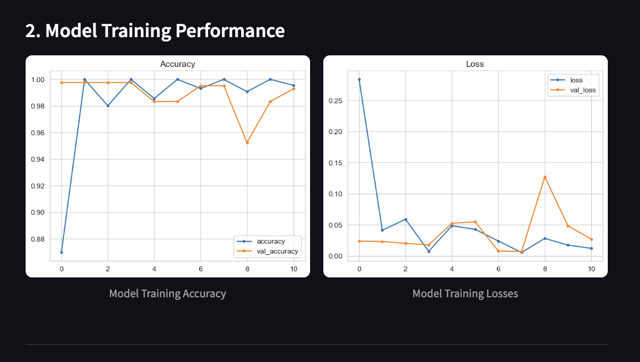 2. Model Training Performance
Accuracy
1.00
0.98
0.96
0.94
0.92
0.90
0.88
accuracy
val_accuracy
0 2 4 6 8 10
Model Training Accuracy
Loss
0.25
0.20
0.15
0.10
0.05
0.00
loss
val_loss
0 2 4 6 8 10
Model Training Losses